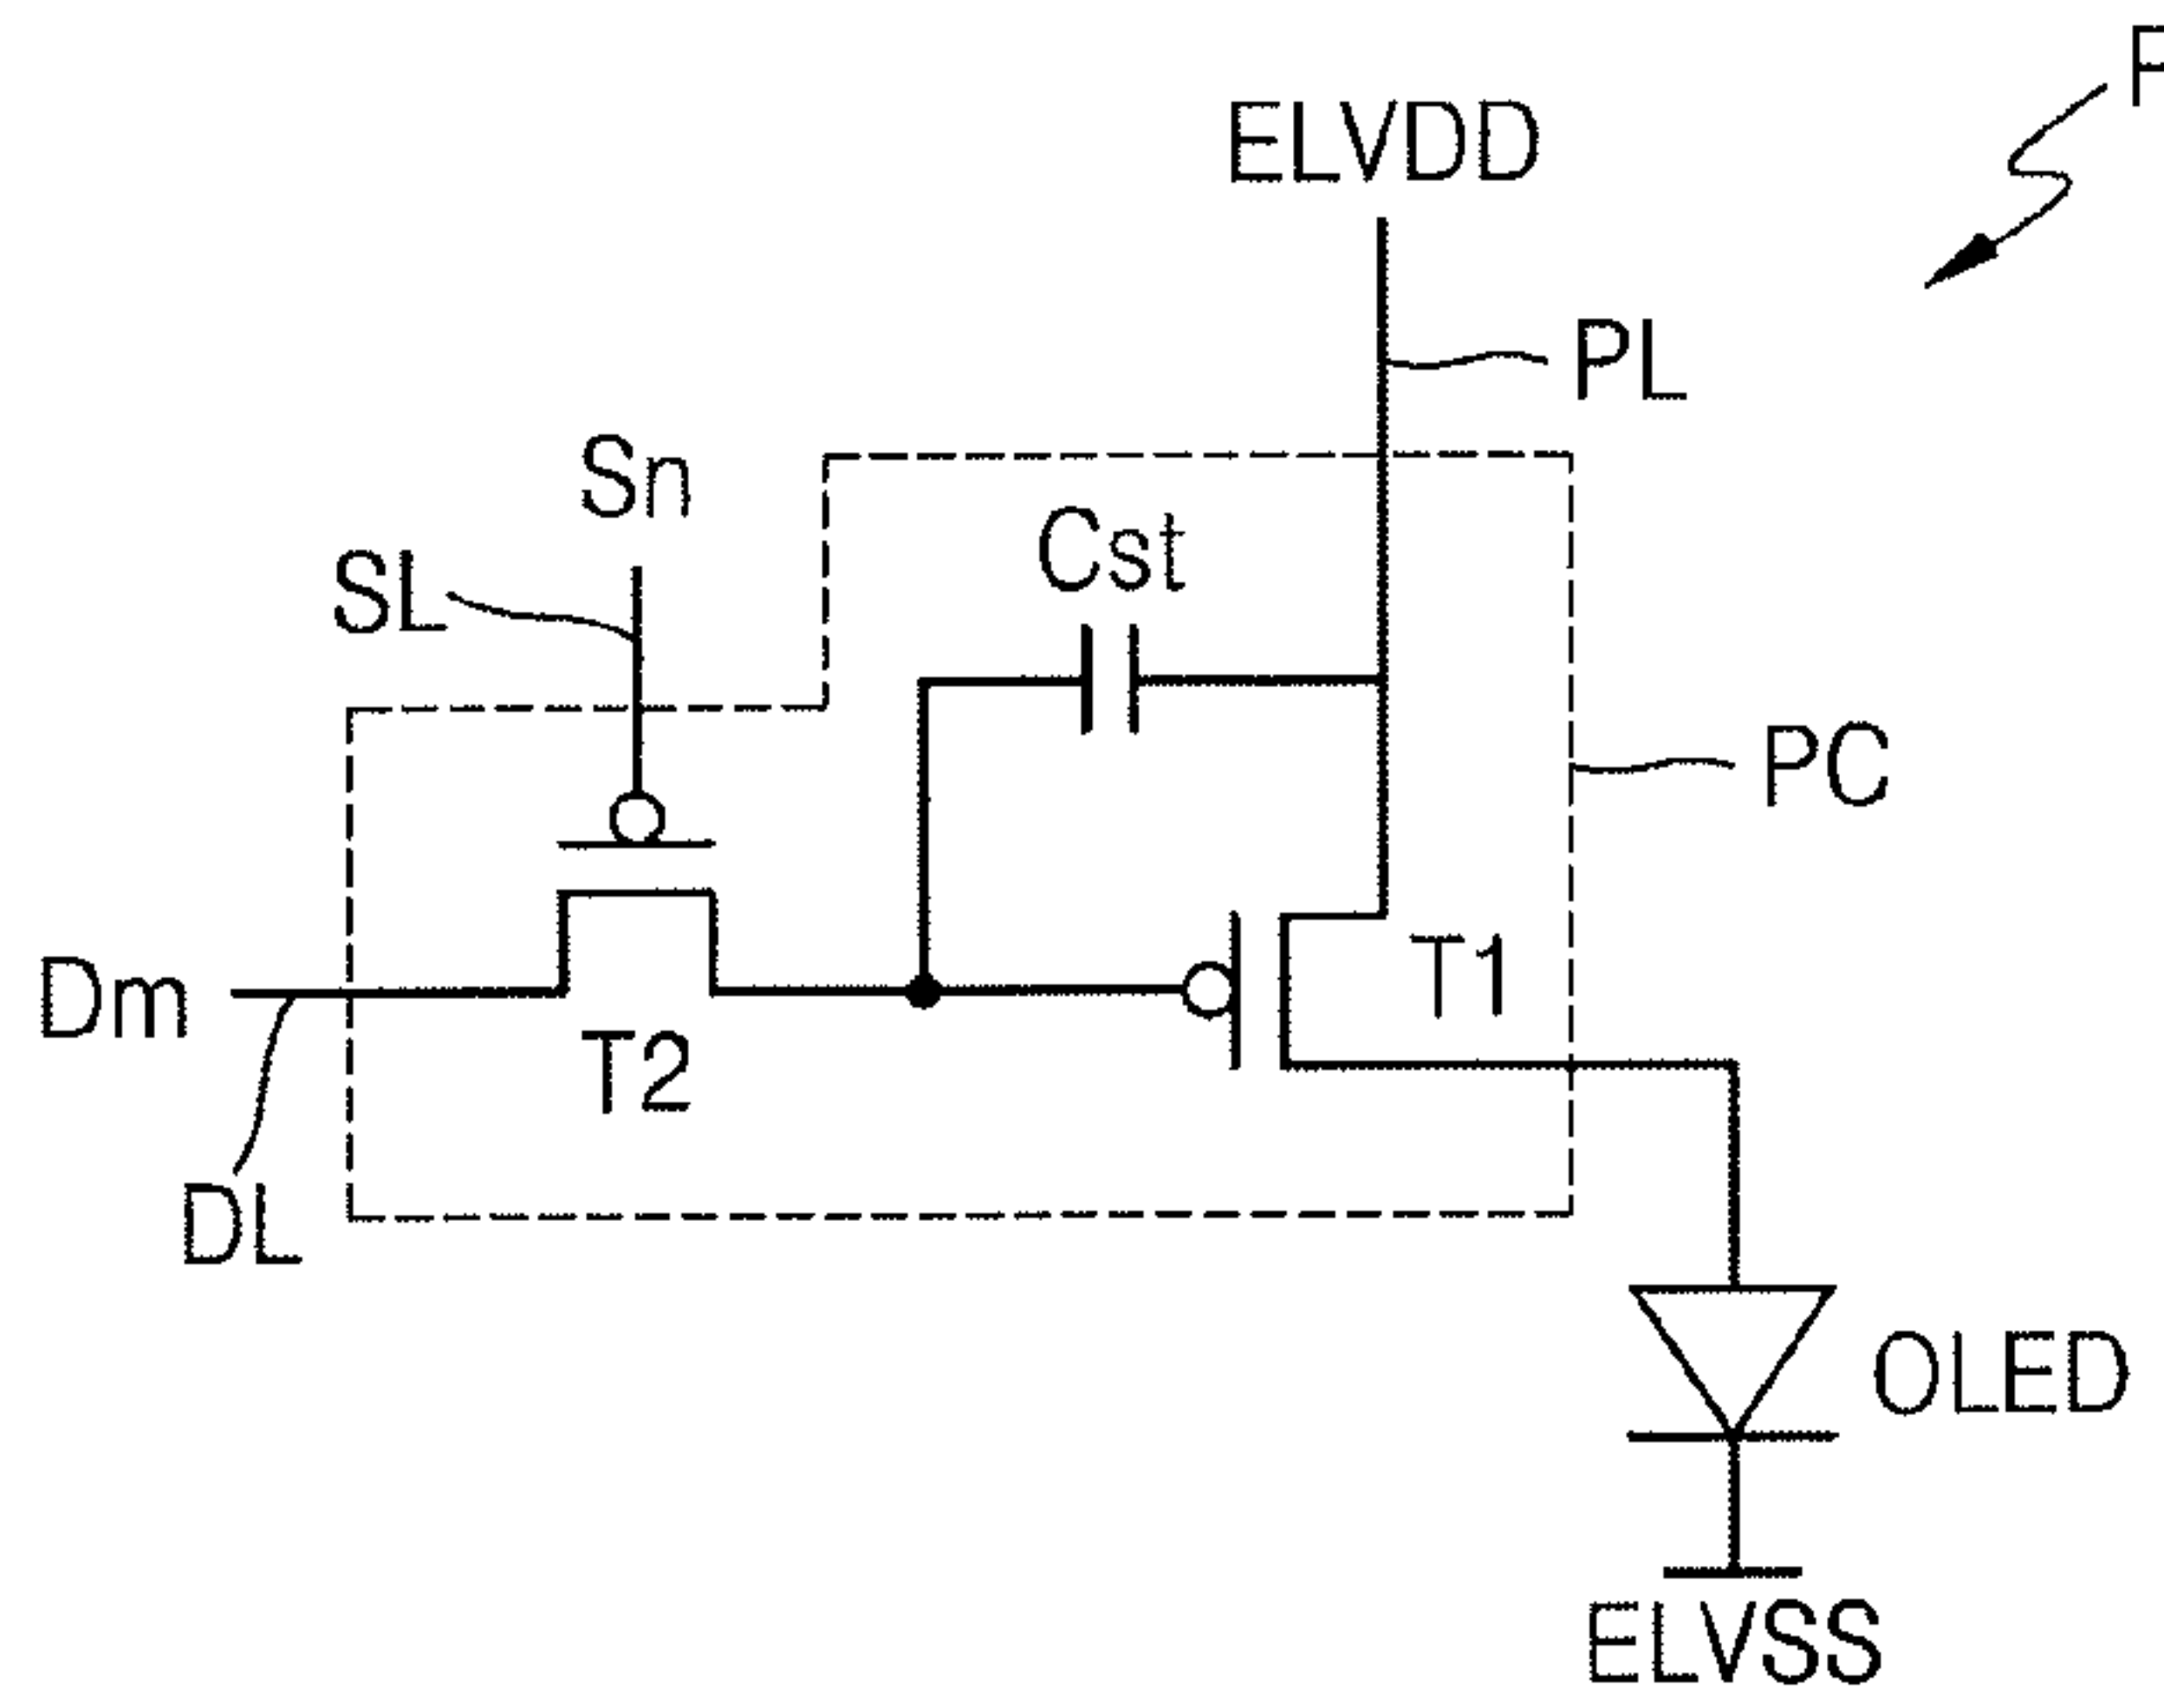 ELVDD
PL
Sn
SL
Cst
PC
Dm
T1
T2
DL
OLED
ELVSS